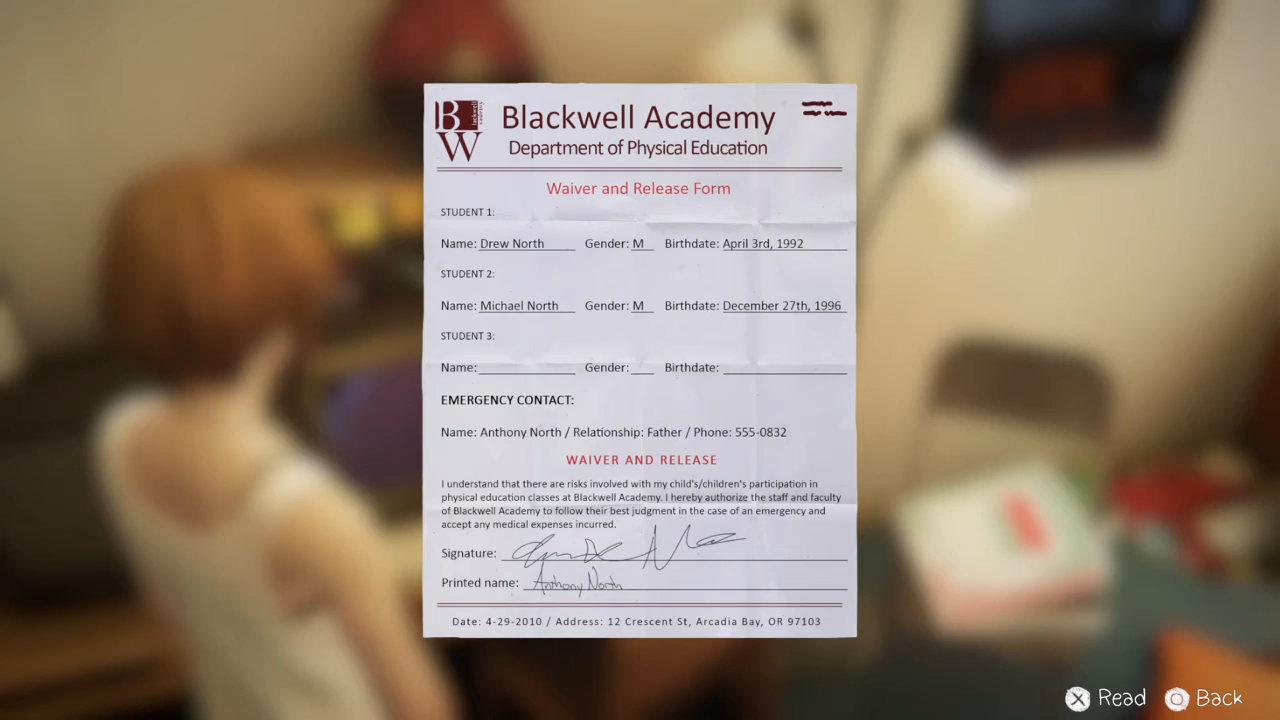 BW
blackwell academy
Blackwell Academy
Department of Physical Education
Waiver and Release Form
STUDENT 1:
Name: Drew North Gender: M Birthdate: April 3rd, 1992
STUDENT 2:
Name: Michael North Gender: M Birthdate: December 27th, 1996
STUDENT 3:
Name: Gender: Birthdate:
EMERGENCY CONTACT:
Name: Anthony North / Relationship: Father / Phone: 555-0832
WAIVER AND RELEASE
I understand that there are risks involved with my child's/children's participation in
physical education classes at Blackwell Academy. I hereby authorize the staff and faculty
of Blackwell Academy to follow their best judgment in the case of an emergency and
accept any medical expenses incurred.
Signature:
Printed name: Anthony North
Date: 4-29-2010 / Address: 12 Crescent St, Arcadia Bay, OR 97103
Read Back